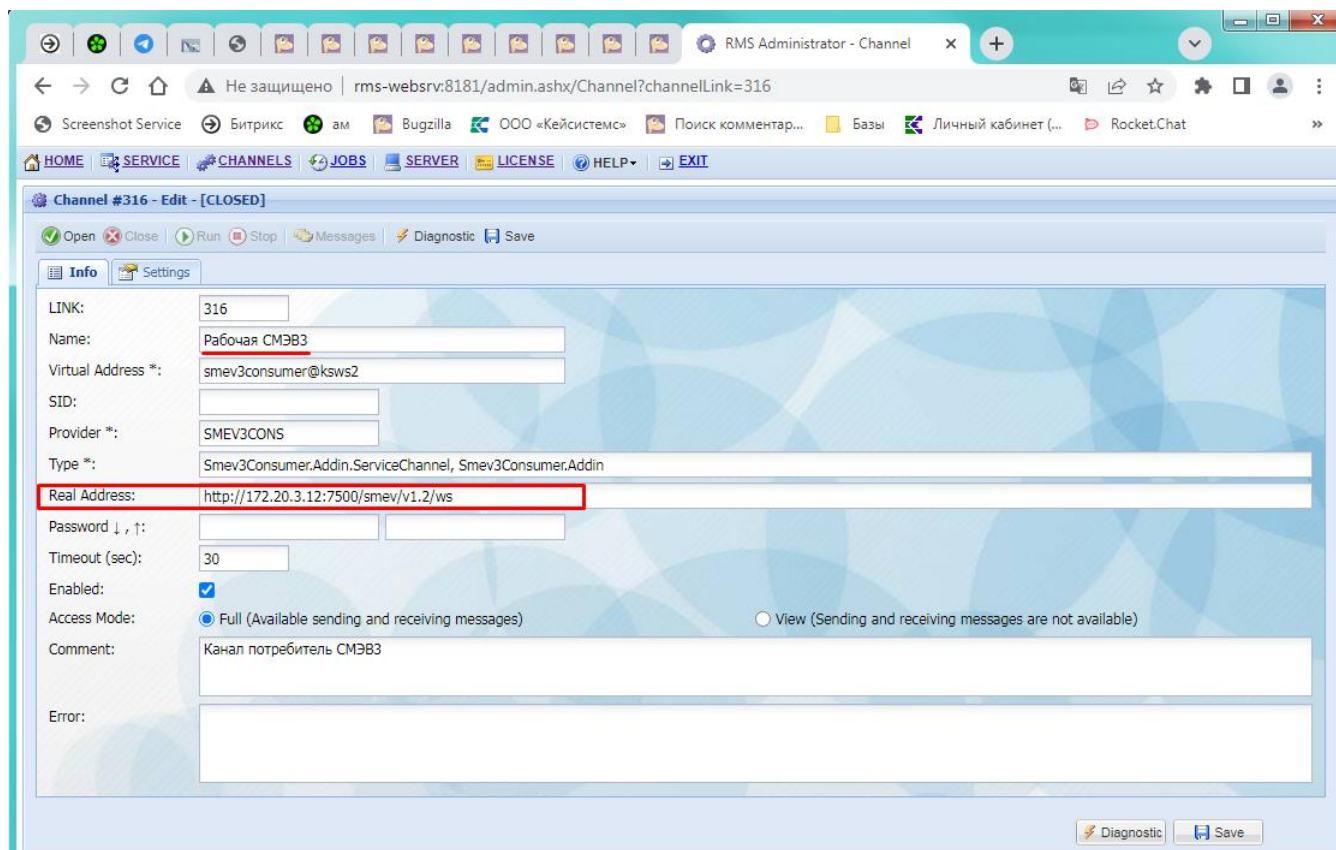 RMS Administrator - Channel
Не защищено | rms-websrv:8181/admin.ashx/Channel?channelLink=316
Screenshot Service Битрикс ам Bugzilla ООО «Кейсистемс» Поиск комментар... Базы Личный кабинет (... Rocket.Chat »
HOME SERVICE CHANNELS JOBS SERVER LICENSE HELP EXIT
Channel #316 - Edit - [CLOSED]
Open Close Run Stop Messages Diagnostic Save
Info Settings
LINK: 316
Name: Рабочая СМЭВ3
Virtual Address *: smev3consumer@ksws2
SID:
Provider *: SMEV3CONS
Type *: Smev3Consumer.Addin.ServiceChannel, Smev3Consumer.Addin
Real Address: http://172.20.3.12:7500/smev/v1.2/ws
Password ↓ , ↑:
Timeout (sec): 30
Enabled:
Access Mode: Full (Available sending and receiving messages) View (Sending and receiving messages are not available)
Comment: Канал потребитель СМЭВ3
Error:
Diagnostic Save